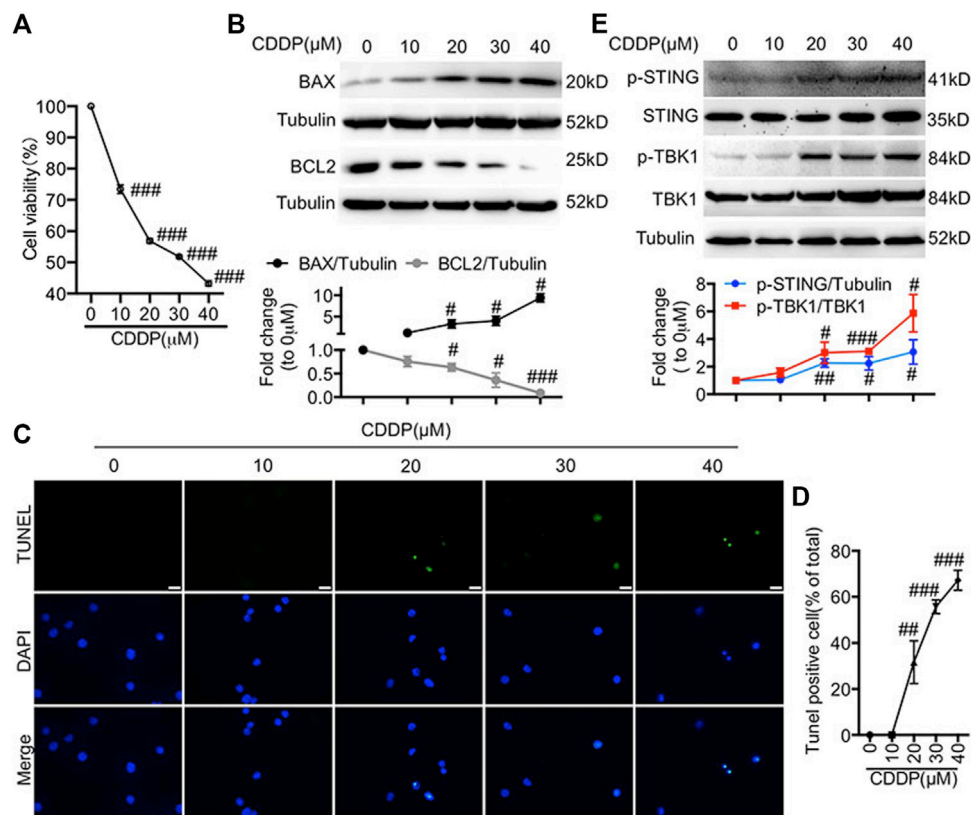 A
Cell viability (%)
100
90
80
70
60
50
40
###
###
###
###
0 10 20 30 40
CDDP(μM)
B
CDDP(μM) 0 10 20 30 40
BAX 20kD
Tubulin 52kD
BCL2 25kD
Tubulin 52kD
BAX/Tubulin BCL2/Tubulin
Fold change
(to 0μM)
10
5
1.0
0.5
0.0
# # #
# # ###
E
CDDP(μM) 0 10 20 30 40
p-STING 41kD
STING 35kD
p-TBK1 84kD
TBK1 84kD
Tubulin 52kD
p-STING/Tubulin
p-TBK1/TBK1
Fold change
( to 0μM)
8
6
4
2
0
# ### #
## # #
C
CDDP(μM)
0 10 20 30 40
TUNEL
DAPI
Merge
D
Tunel positive cell(% of total)
80
60
40
20
0
##
###
###
0 10 20 30 40
CDDP(μM)